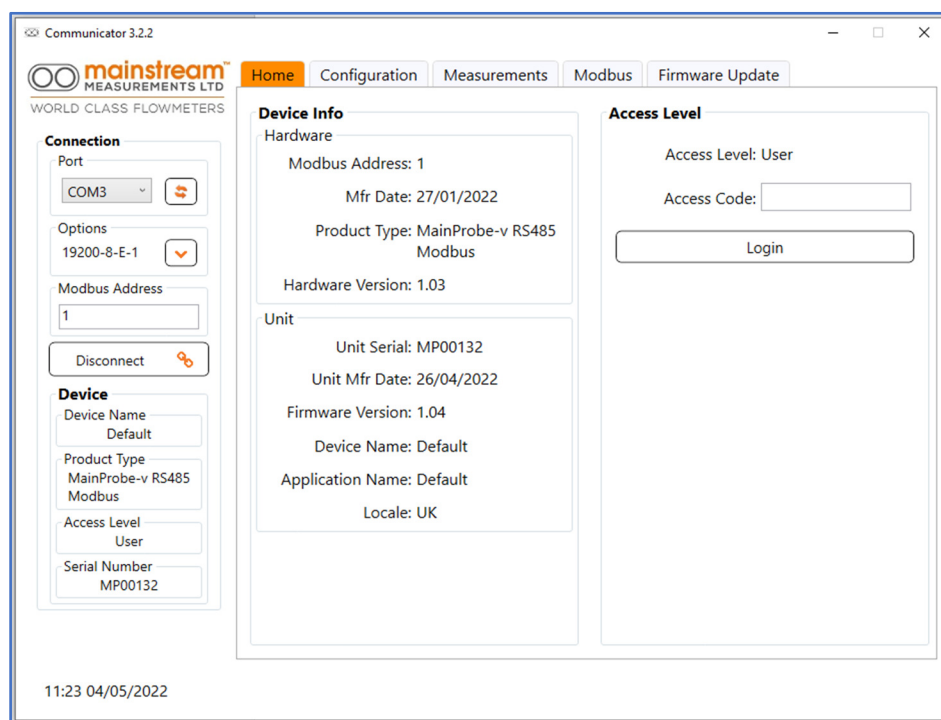 Communicator 3.2.2
mainstream™
MEASUREMENTS LTD
WORLD CLASS FLOWMETERS
Home
Configuration
Measurements
Modbus
Firmware Update
Connection
Port
COM3
Options
19200-8-E-1
Modbus Address
1
Disconnect
Device
Device Name
Default
Product Type
MainProbe-v RS485
Modbus
Access Level
User
Serial Number
MP00132
Device Info
Hardware
Modbus Address: 1
Mfr Date: 27/01/2022
Product Type: MainProbe-v RS485
Modbus
Hardware Version: 1.03
Unit
Unit Serial: MP00132
Unit Mfr Date: 26/04/2022
Firmware Version: 1.04
Device Name: Default
Application Name: Default
Locale: UK
Access Level
Access Level: User
Access Code:
Login
11:23 04/05/2022